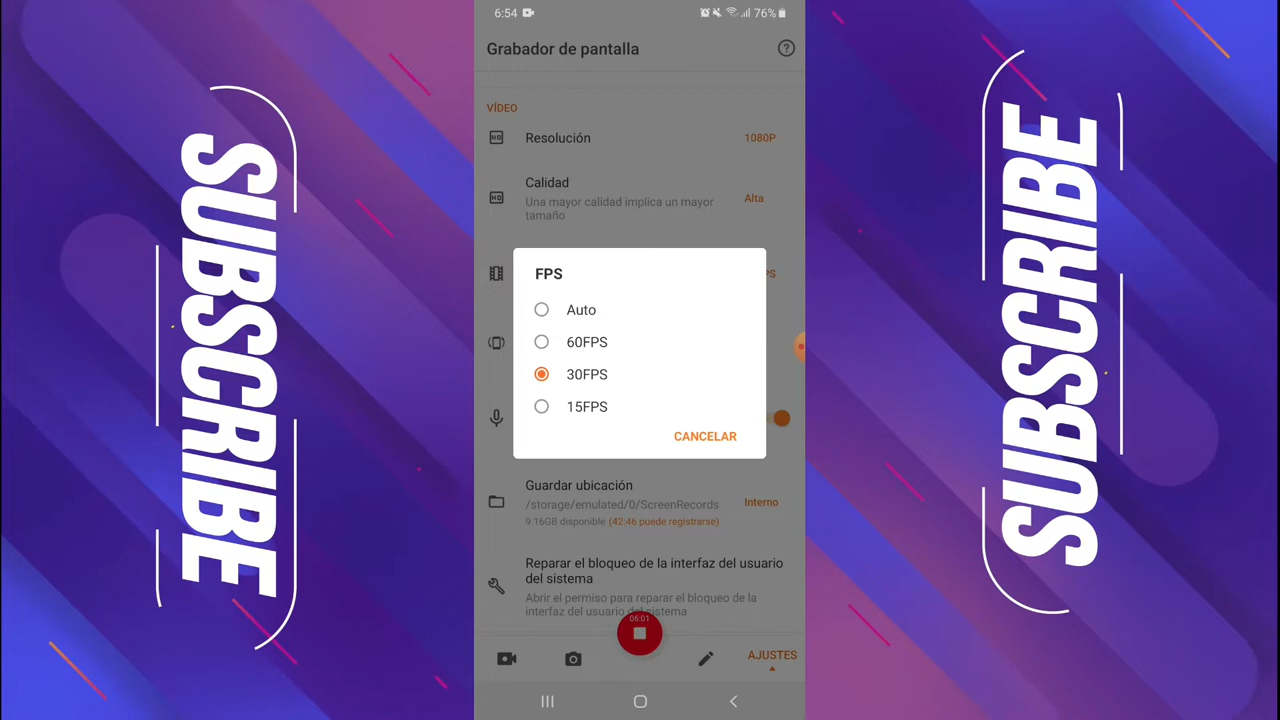 SUBSCRIBE
6:54
76%
Grabador de pantalla
?
VÍDEO
HD
Resolución
1080P
HD
Calidad
Alta
Una mayor calidad implica un mayor
tamaño
FPS
Auto
60FPS
30FPS
15FPS
CANCELAR
Guardar ubicación
/storage/emulated/0/ScreenRecords
Interno
9.16GB disponible (42:46 puede registrarse)
Reparar el bloqueo de la interfaz del usuario
del sistema
Abrir el permiso para reparar el bloqueo de la
interfaz del usuario del sistema
06:01
AJUSTES
SUBSCRIBE